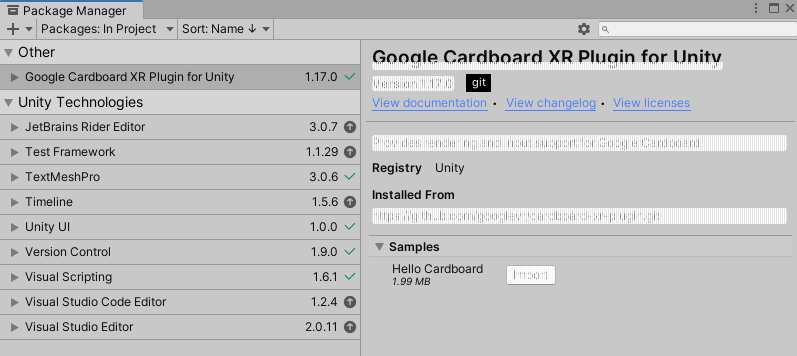 Package Manager
+ Packages: In Project Sort: Name ↓
Other
Google Cardboard XR Plugin for Unity 1.17.0
Unity Technologies
JetBrains Rider Editor 3.0.7
Test Framework 1.1.29
TextMeshPro 3.0.6
Timeline 1.5.6
Unity UI 1.0.0
Version Control 1.9.0
Visual Scripting 1.6.1
Visual Studio Code Editor 1.2.4
Visual Studio Editor 2.0.11
Google Cardboard XR Plugin for Unity
Version 1.17.0 git
View documentation • View changelog • View licenses
Provides rendering and input support for Google Cardboard.
Registry Unity
Installed From
https://github.com/googlevr/cardboard-xr-plugin.git
Samples
Hello Cardboard Import
1.99 MB